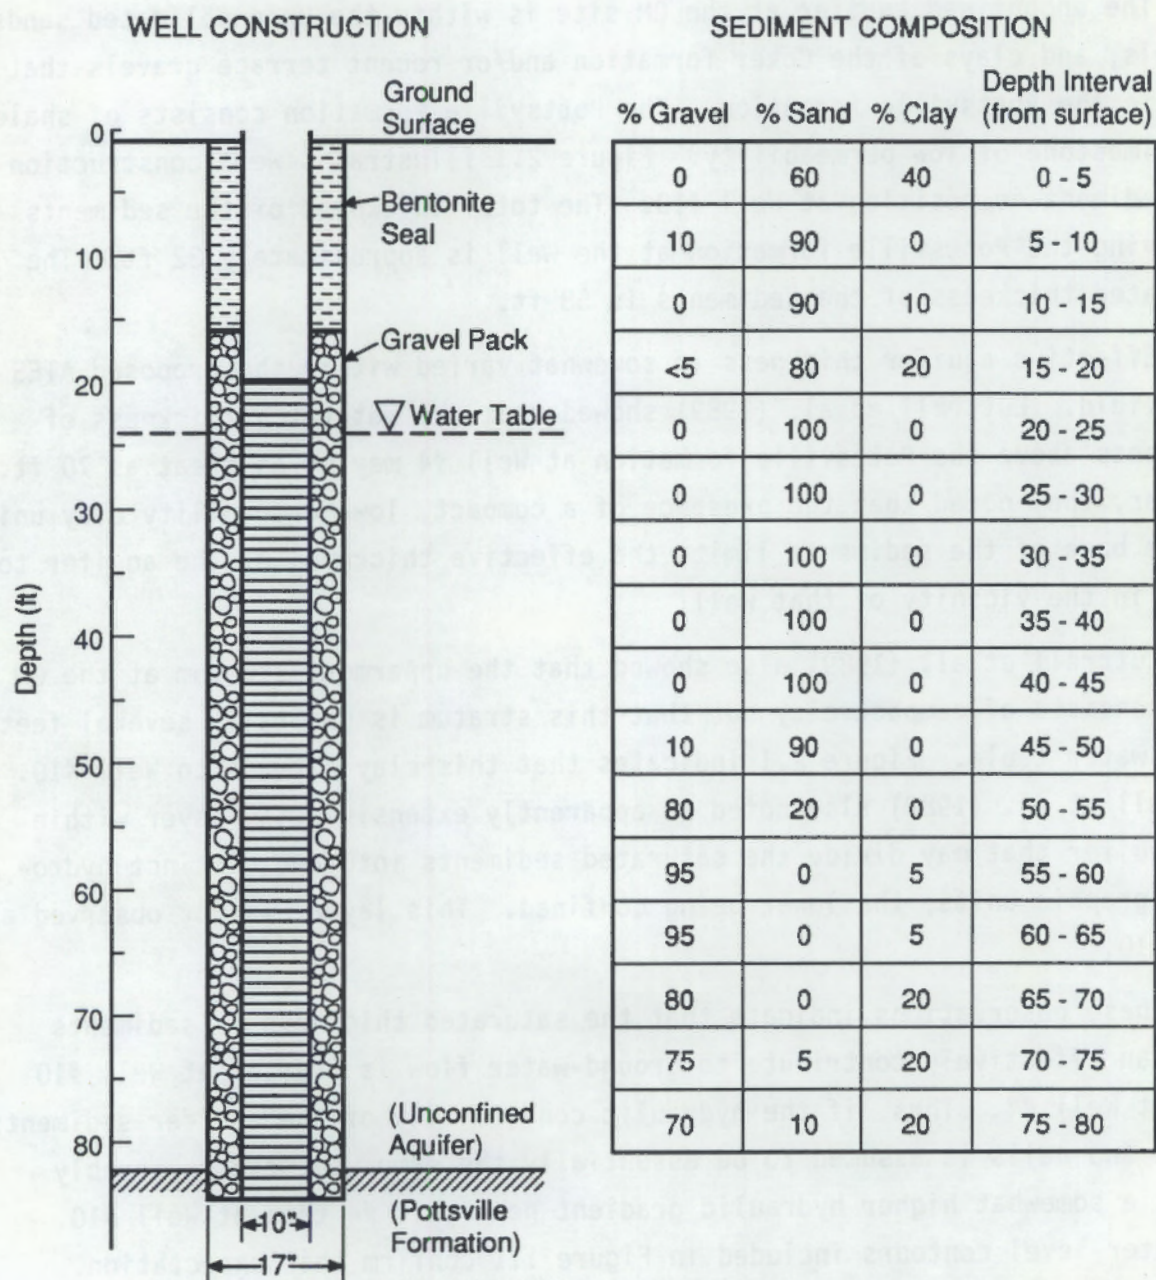 WELL CONSTRUCTION
SEDIMENT COMPOSITION
Ground
Surface
Bentonite
Seal
Gravel Pack
Water Table
(Unconfined
Aquifer)
(Pottsville
Formation)
10"
17"
Depth (ft)
0
10
20
30
40
50
60
70
80
Depth Interval
% Gravel % Sand % Clay (from surface)
0 60 40 0 - 5
10 90 0 5 - 10
0 90 10 10 - 15
<5 80 20 15 - 20
0 100 0 20 - 25
0 100 0 25 - 30
0 100 0 30 - 35
0 100 0 35 - 40
0 100 0 40 - 45
10 90 0 45 - 50
80 20 0 50 - 55
95 0 5 55 - 60
95 0 5 60 - 65
80 0 20 65 - 70
75 5 20 70 - 75
70 10 20 75 - 80